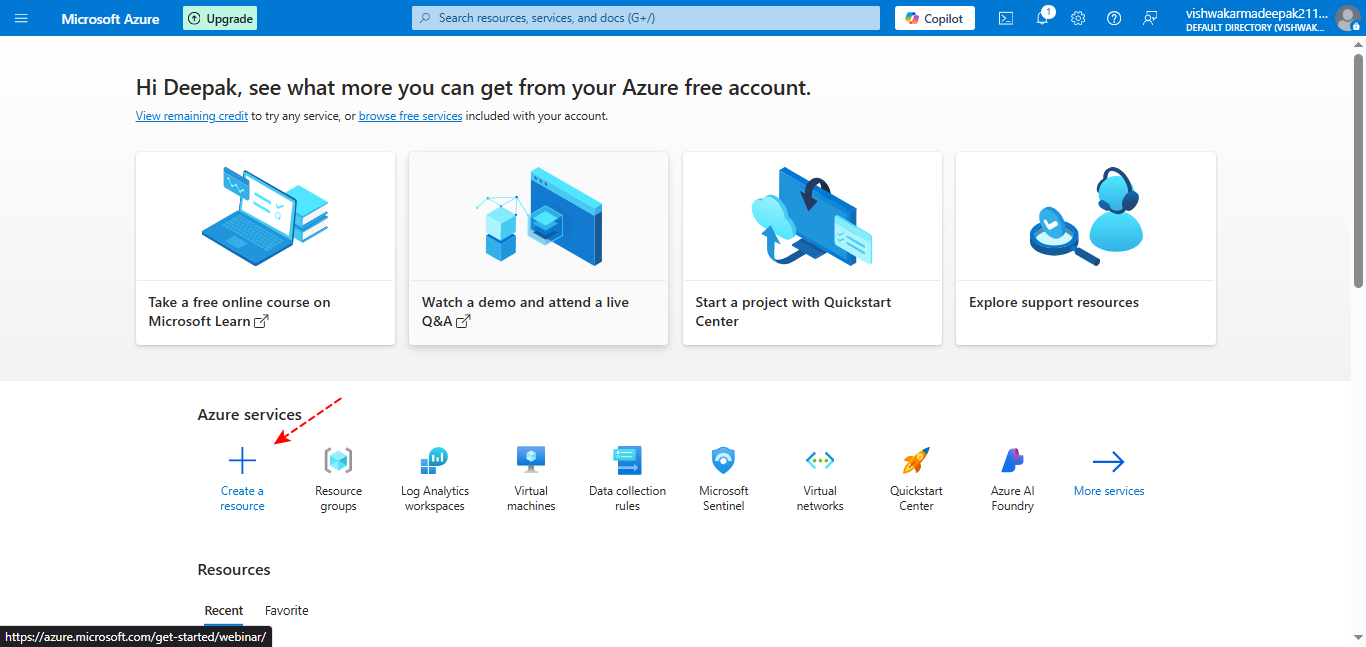 Microsoft Azure
Upgrade
Search resources, services, and docs (G+/)
Copilot
1
vishwakarmadeepak211...
DEFAULT DIRECTORY (VISHWAK...
Hi Deepak, see what more you can get from your Azure free account.
View remaining credit to try any service, or browse free services included with your account.
Take a free online course on
Microsoft Learn
Watch a demo and attend a live
Q&A
Start a project with Quickstart
Center
Explore support resources
Azure services
Create a
resource
Resource
groups
Log Analytics
workspaces
Virtual
machines
Data collection
rules
Microsoft
Sentinel
Virtual
networks
Quickstart
Center
Azure AI
Foundry
More services
Resources
Recent
Favorite
https://azure.microsoft.com/get-started/webinar/